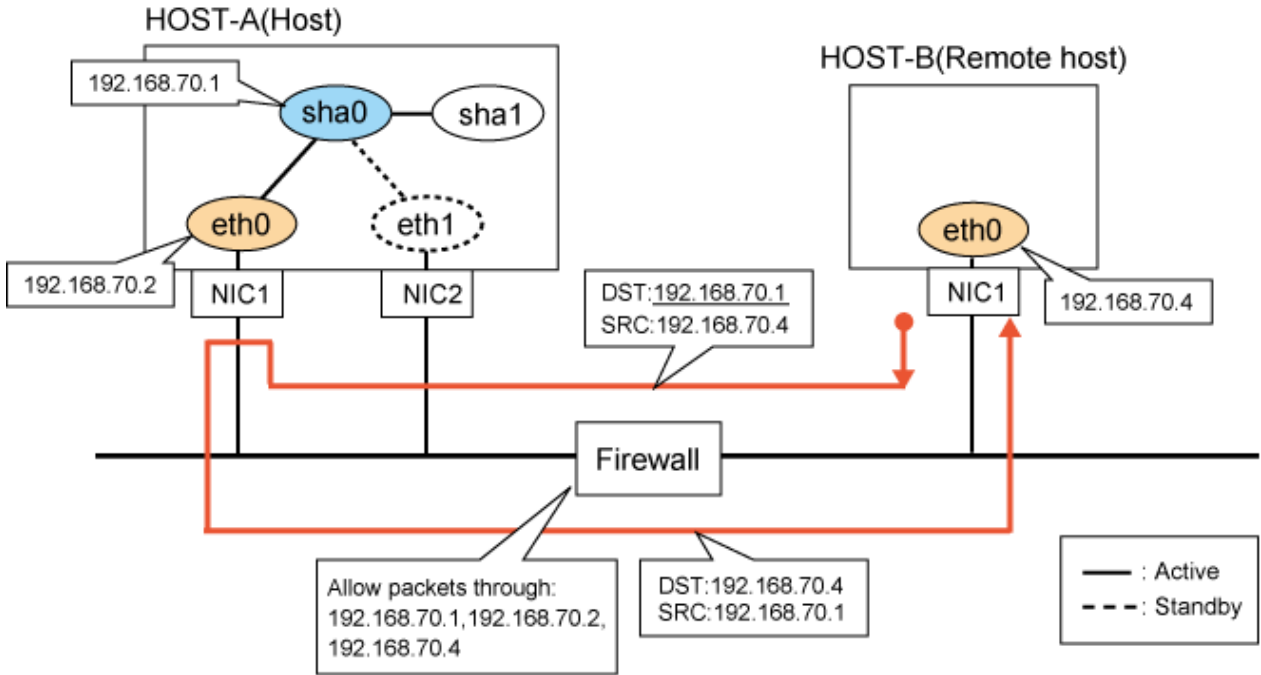 HOST-A(Host)
HOST-B(Remote host)
192.168.70.1
sha0
sha1
eth0
eth1
eth0
192.168.70.2
NIC1
NIC2
DST:192.168.70.1
SRC:192.168.70.4
NIC1
192.168.70.4
Firewall
Allow packets through:
192.168.70.1,192.168.70.2,
192.168.70.4
DST:192.168.70.4
SRC:192.168.70.1
: Active
: Standby